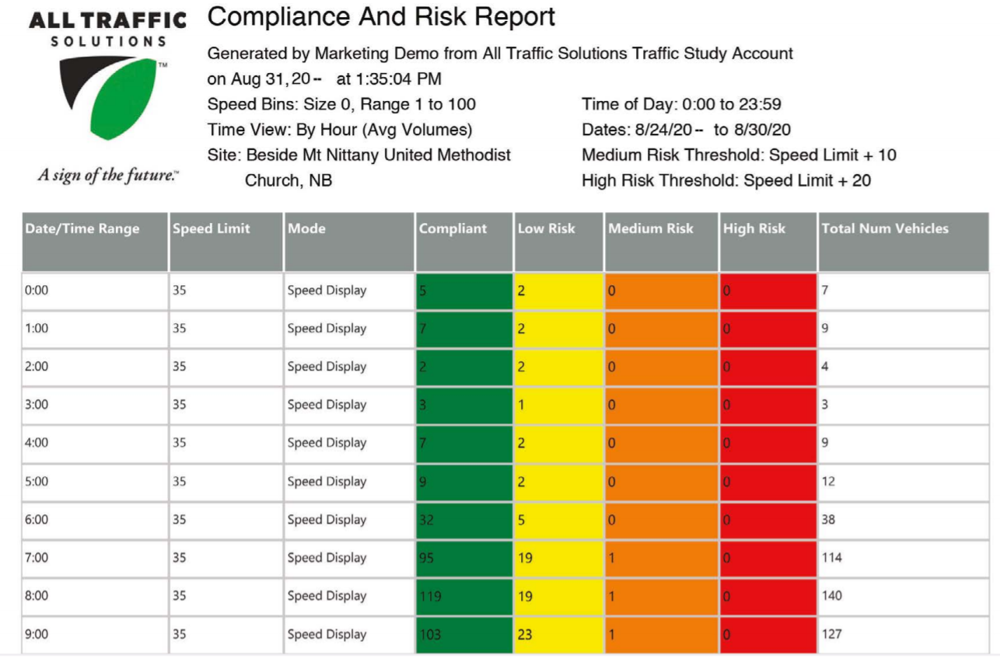 ALL TRAFFIC
SOLUTIONS
TM
A sign of the future.™
Compliance And Risk Report
Generated by Marketing Demo from All Traffic Solutions Traffic Study Account
on Aug 31, 20-- at 1:35:04 PM
Speed Bins: Size 0, Range 1 to 100
Time View: By Hour (Avg Volumes)
Site: Beside Mt Nittany United Methodist
Church, NB
Time of Day: 0:00 to 23:59
Dates: 8/24/20-- to 8/30/20
Medium Risk Threshold: Speed Limit + 10
High Risk Threshold: Speed Limit + 20
Date/Time Range Speed Limit Mode Compliant Low Risk Medium Risk High Risk Total Num Vehicles
0:00 35 Speed Display 5 2 0 0 7
1:00 35 Speed Display 7 2 0 0 9
2:00 35 Speed Display 2 2 0 0 4
3:00 35 Speed Display 3 1 0 0 3
4:00 35 Speed Display 7 2 0 0 9
5:00 35 Speed Display 9 2 0 0 12
6:00 35 Speed Display 32 5 0 0 38
7:00 35 Speed Display 95 19 1 0 114
8:00 35 Speed Display 119 19 1 0 140
9:00 35 Speed Display 103 23 1 0 127